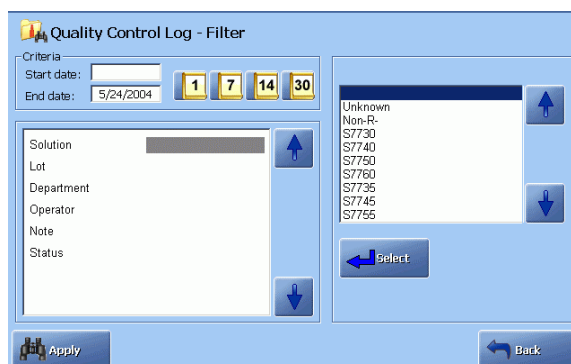 Quality Control Log - Filter
Criteria
Start date:
End date: 5/24/2004
1 7 14 30
Solution
Lot
Department
Operator
Note
Status
Unknown
Non-R-
S7730
S7740
S7750
S7760
S7735
S7745
S7755
Select
Apply
Back